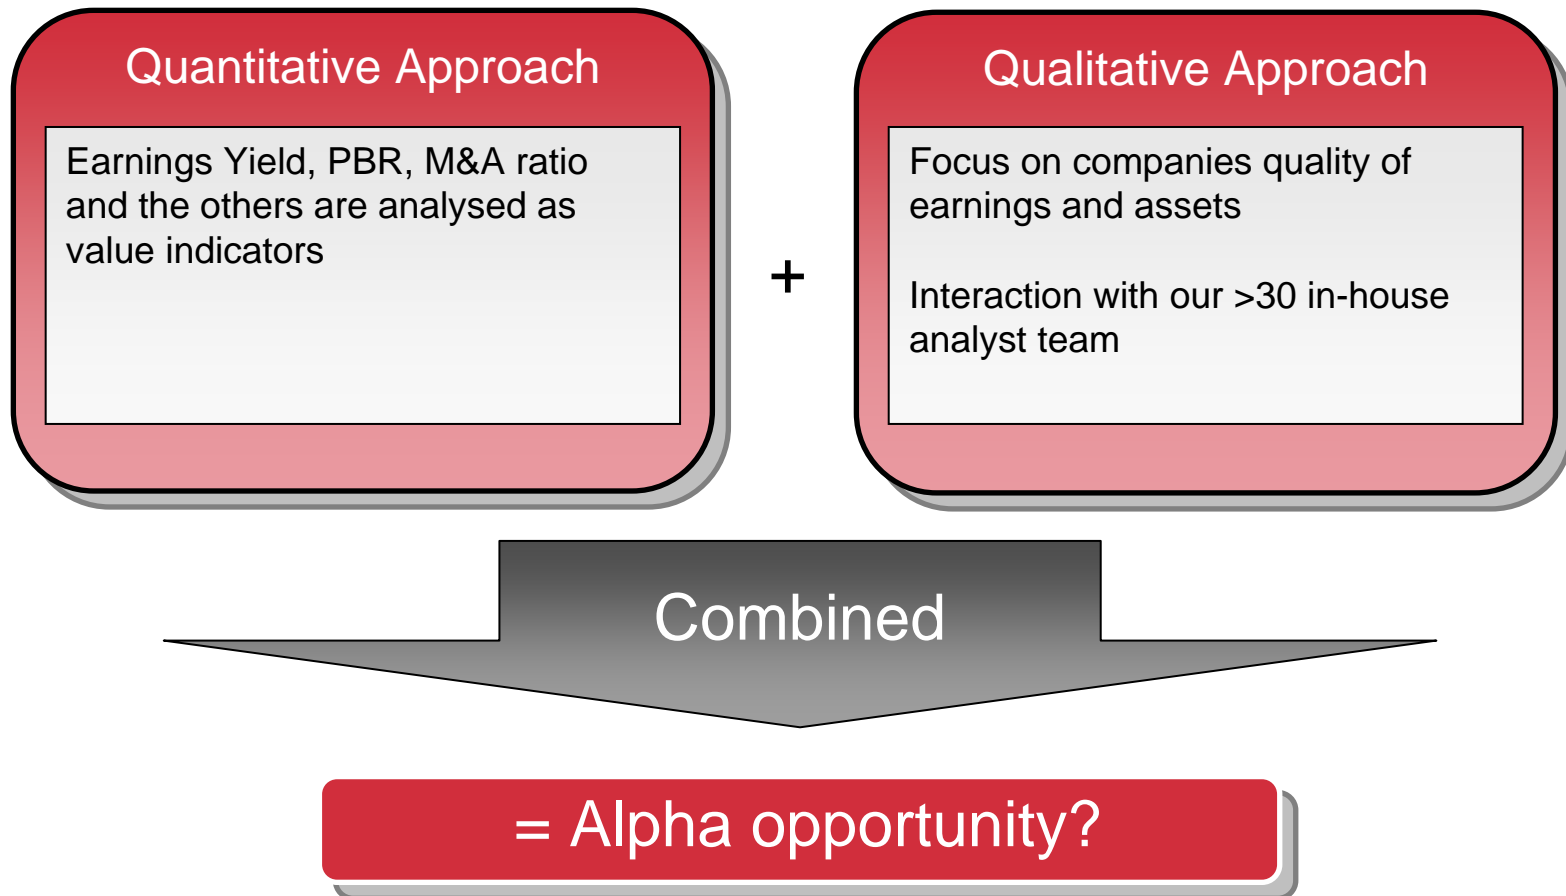 Quantitative Approach
Earnings Yield, PBR, M&A ratio
and the others are analysed as
value indicators
+
Qualitative Approach
Focus on companies quality of
earnings and assets
Interaction with our >30 in-house
analyst team
Combined
= Alpha opportunity?